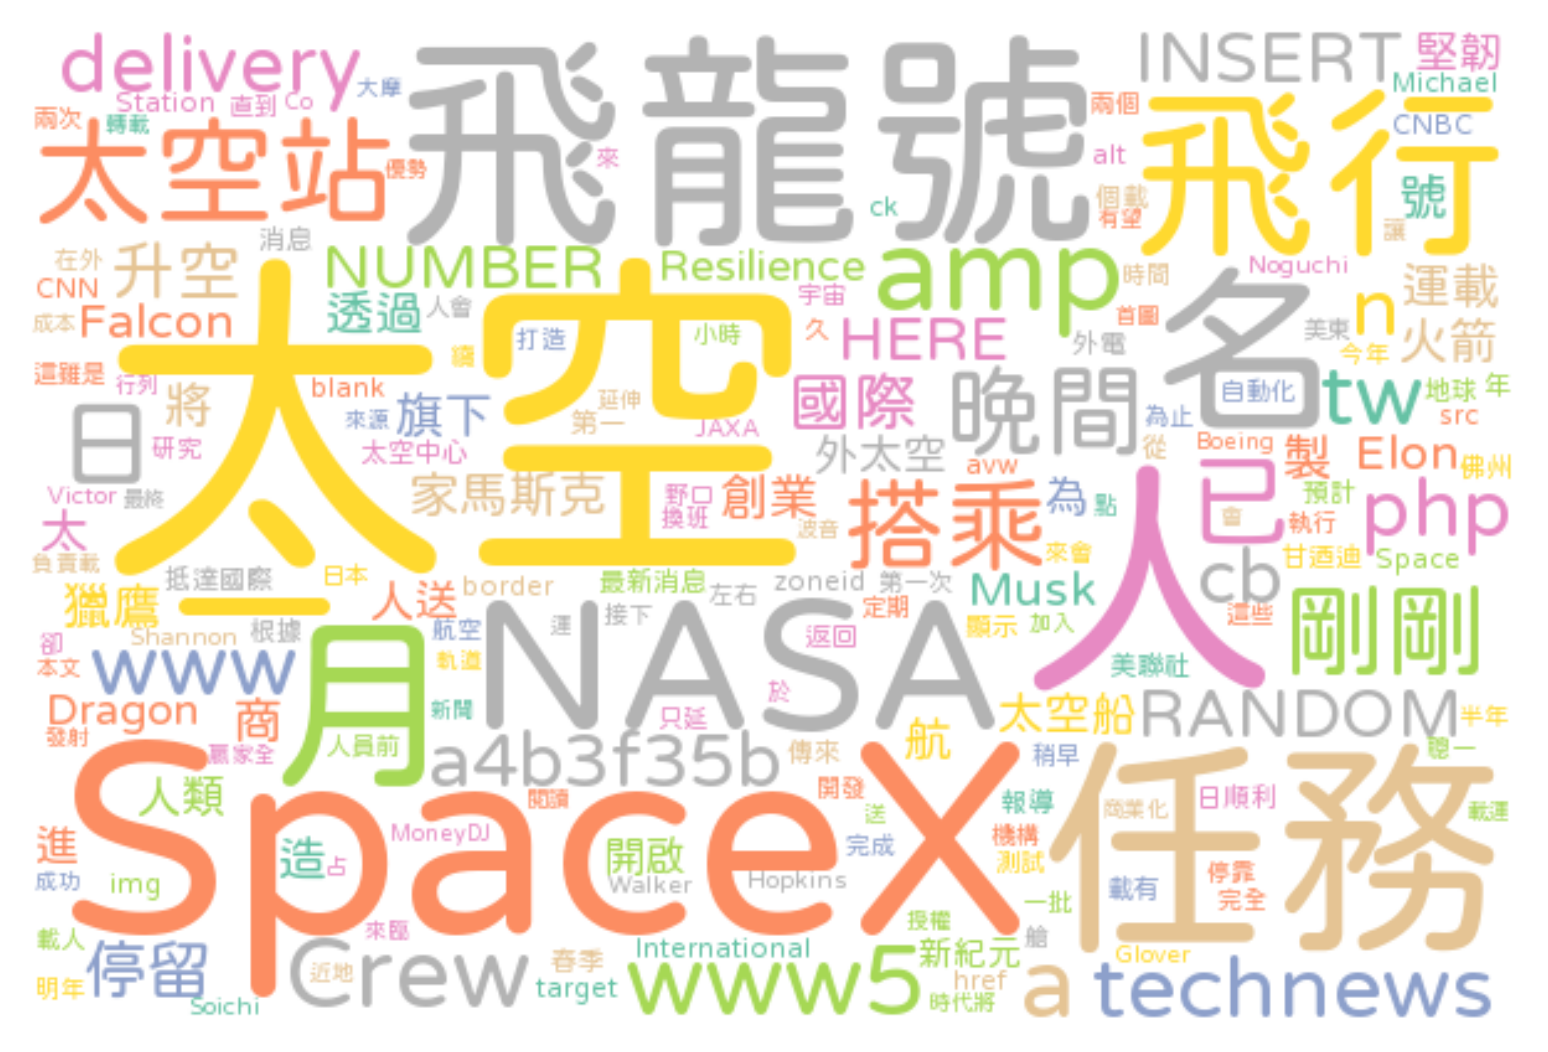 delivery
飛龍號
INSERT
堅韌
大摩
Michael
Station
直到
Co
兩個
飛行
兩次
轉載
CNBC
太空站
優勢
來
alt
號
個載
ck
有望
讓
消息
在外
升空
NUMBER
Resilience
amp
時間
Noguchi
CNN
宇宙
名
n
運載
成本
Falcon
透過
人會
首圖
太空
打造
小時
久
HERE
外電
美東
火箭
今年
續
這雖是
行列
將
blank
延伸
國際
晚間
自動化
tw
地球
年
日
來源
旗下
第一
JAXA
為止
src
研究
太空中心
外太空
從
Boeing
製
Elon
佛州
avw
Victor
最終
家馬斯克
野口
創業
搭乘
為
點
人
已
預計
php
太
換班
波音
會
執行
負責載
抵達國際
日本
來會
甘迺迪
Space
獵鷹
一
人送
border
最新消息
左右
zoneid
第一次
Musk
cb
定期
這些
剛剛
Shannon
根據
航空
NASA
運
接下
返回
顯示
加入
卻
本文
www
月
軌道
美聯社
於
Dragon
商
新聞
只延
太空船
RANDOM
半年
發射
贏家全
人員前
a4b3f35b
傳來
航
稍早
總一
SpaceX
任務
人類
閱讀
開發
送
報導
商業化
日順利
載運
進
造
占
MoneyDJ
開啟
完成
機構
測試
成功
img
Walker
Hopkins
載有
停靠
完全
一批
載人
來臨
授權
艙
停留
Crew
近地
春季
International
新紀元
Glover
明年
target
www5
href
a
technews
Soichi
時代將